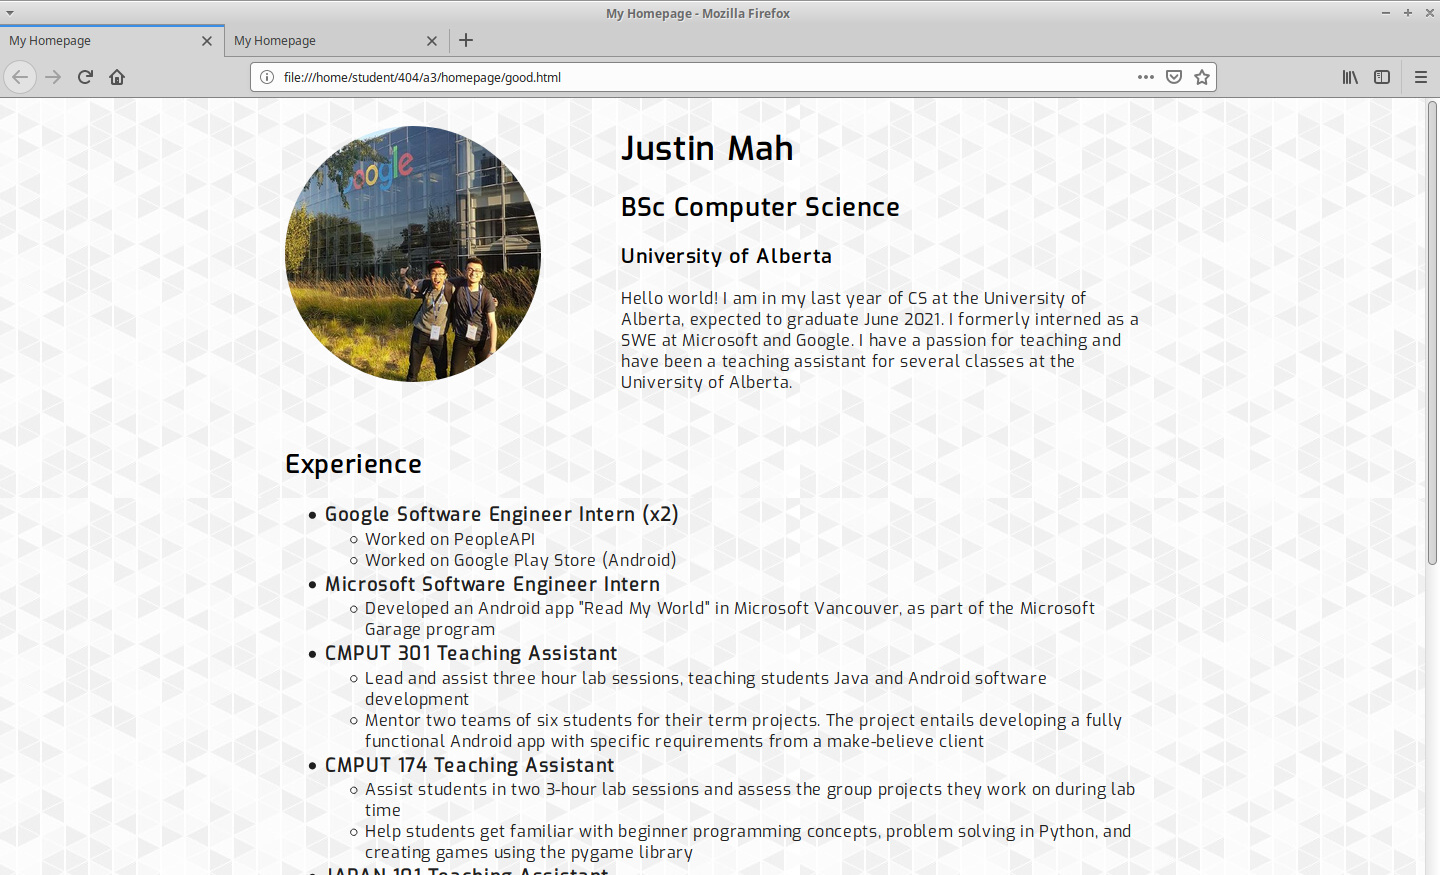 My Homepage - Mozilla Firefox
My Homepage
My Homepage
file:///home/student/404/a3/homepage/good.html
Google
Justin Mah
BSc Computer Science
University of Alberta
Hello world! I am in my last year of CS at the University of
Alberta, expected to graduate June 2021. I formerly interned as a
SWE at Microsoft and Google. I have a passion for teaching and
have been a teaching assistant for several classes at the
University of Alberta.
Experience
• Google Software Engineer Intern (x2)
◦ Worked on PeopleAPI
◦ Worked on Google Play Store (Android)
• Microsoft Software Engineer Intern
◦ Developed an Android app "Read My World" in Microsoft Vancouver, as part of the Microsoft
Garage program
• CMPUT 301 Teaching Assistant
◦ Lead and assist three hour lab sessions, teaching students Java and Android software
development
◦ Mentor two teams of six students for their term projects. The project entails developing a fully
functional Android app with specific requirements from a make-believe client
• CMPUT 174 Teaching Assistant
◦ Assist students in two 3-hour lab sessions and assess the group projects they work on during lab
time
◦ Help students get familiar with beginner programming concepts, problem solving in Python, and
creating games using the pygame library
• JAPAN 101 Teaching Assistant